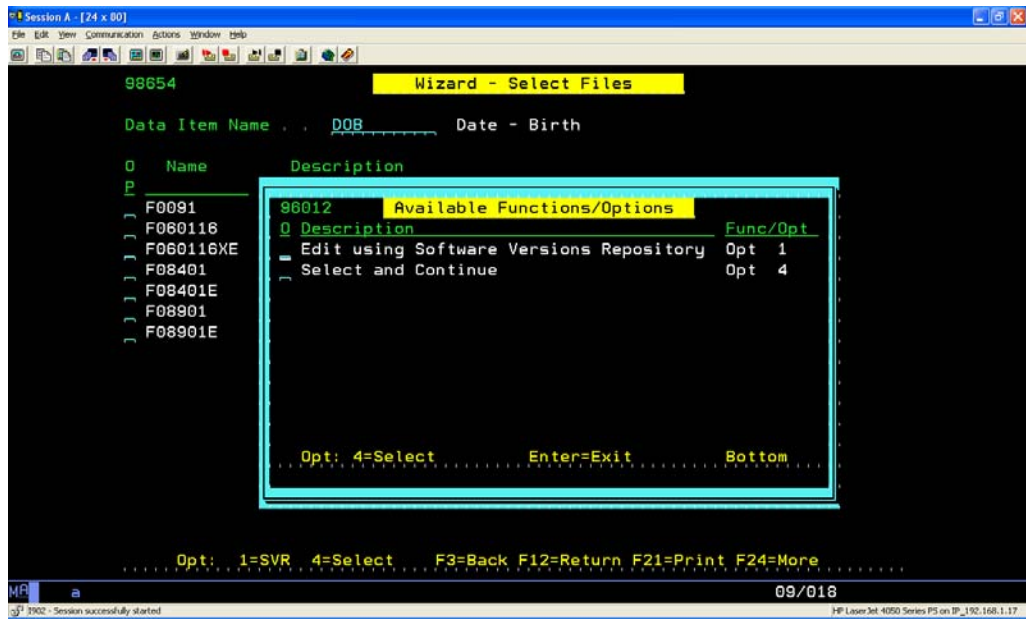 Session A - [24 x 80]
File Edit View Communication Actions Window Help
98654 Wizard - Select Files
Data Item Name . . DOB Date - Birth
O Name Description
P
F0091
F060116
F060116XE
F08401
F08401E
F08901
F08901E
96012 Available Functions/Options
O Description Func/Opt
Edit using Software Versions Repository Opt 1
Select and Continue Opt 4
Opt: 4=Select Enter=Exit Bottom
Opt: 1=SVR 4=Select F3=Back F12=Return F21=Print F24=More
MA a 09/018
I902 - Session successfully started HP LaserJet 4050 Series PS on IP_192.168.1.17